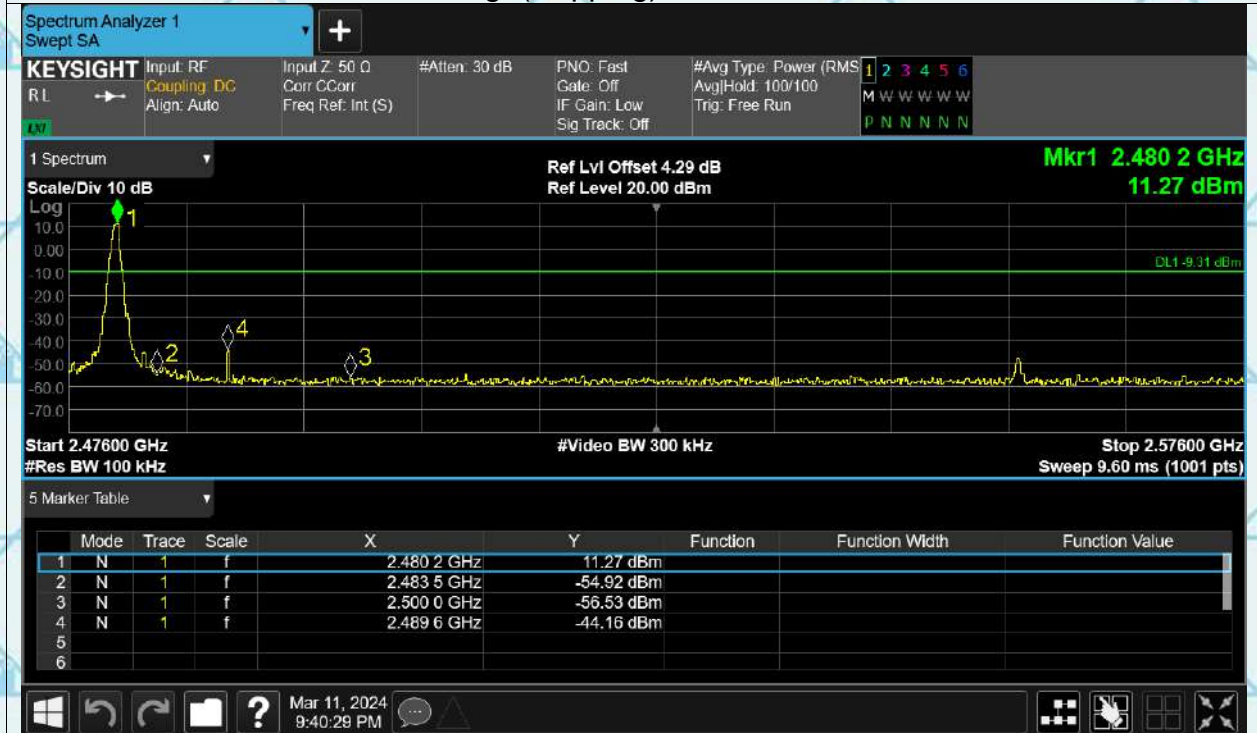 Spectrum Analyzer 1
Swept SA
+
KEYSIGHT
RL
LXI
Input: RF
Coupling: DC
Align: Auto
Input Z: 50 Ω
Corr CCorr
Freq Ref: Int (S)
#Atten: 30 dB
PNO: Fast
Gate: Off
IF Gain: Low
Sig Track: Off
#Avg Type: Power (RMS
Avg|Hold: 100/100
Trig: Free Run
1 2 3 4 5 6
M W W W W W
P N N N N N
1 Spectrum
Scale/Div 10 dB
Ref Lvl Offset 4.29 dB
Ref Level 20.00 dBm
Mkr1 2.480 2 GHz
11.27 dBm
Log
10.0
0.00
-10.0
-20.0
-30.0
-40.0
-50.0
-60.0
-70.0
1
2
4
3
DL1 -9.31 dBm
Start 2.47600 GHz
#Res BW 100 kHz
#Video BW 300 kHz
Stop 2.57600 GHz
Sweep 9.60 ms (1001 pts)
5 Marker Table
Mode Trace Scale X Y Function Function Width Function Value
1 N 1 f 2.480 2 GHz 11.27 dBm
2 N 1 f 2.483 5 GHz -54.92 dBm
3 N 1 f 2.500 0 GHz -56.53 dBm
4 N 1 f 2.489 6 GHz -44.16 dBm
5
6
?
Mar 11, 2024
9:40:29 PM